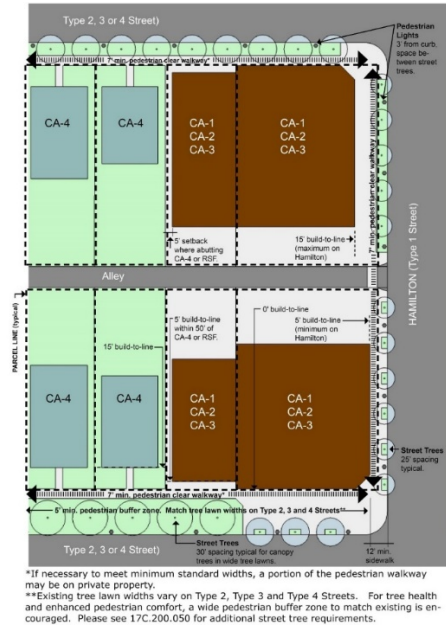 Type 2, 3 or 4 Street)
Pedestrian
Lights
3' from curb,
space be-
tween street
trees.
7' min. pedestrian clear walkway*
CA-4
CA-4
CA-1
CA-2
CA-3
CA-1
CA-2
CA-3
7' min. pedestrian clear walkway
HAMILTON (Type 1 Street)
5' setback
where abutting
CA-4 or RSF.
15' build-to-line
(maximum on
Hamilton)
Alley
PARCEL LINE (typical)
5' build-to-line
within 50' of
CA-4 or RSF.
0' build-to-line
5' build-to-line
(minimum on
Hamilton)
15' build-to-line
CA-4
CA-4
CA-1
CA-2
CA-3
CA-1
CA-2
CA-3
Street Trees
25' spacing
typical.
7' min. pedestrian clear walkway*
5' min. pedestrian buffer zone. Match tree lawn widths on Type 2, 3 and 4 Streets**
Street Trees
30' spacing typical for canopy
trees in wide tree lawns.
12' min.
sidewalk
Type 2, 3 or 4 Street)
*If necessary to meet minimum standard widths, a portion of the pedestrian walkway
may be on private property.
**Existing tree lawn widths vary on Type 2, Type 3 and Type 4 Streets. For tree health
and enhanced pedestrian comfort, a wide pedestrian buffer zone to match existing is en-
couraged. Please see 17C.200.050 for additional street tree requirements.